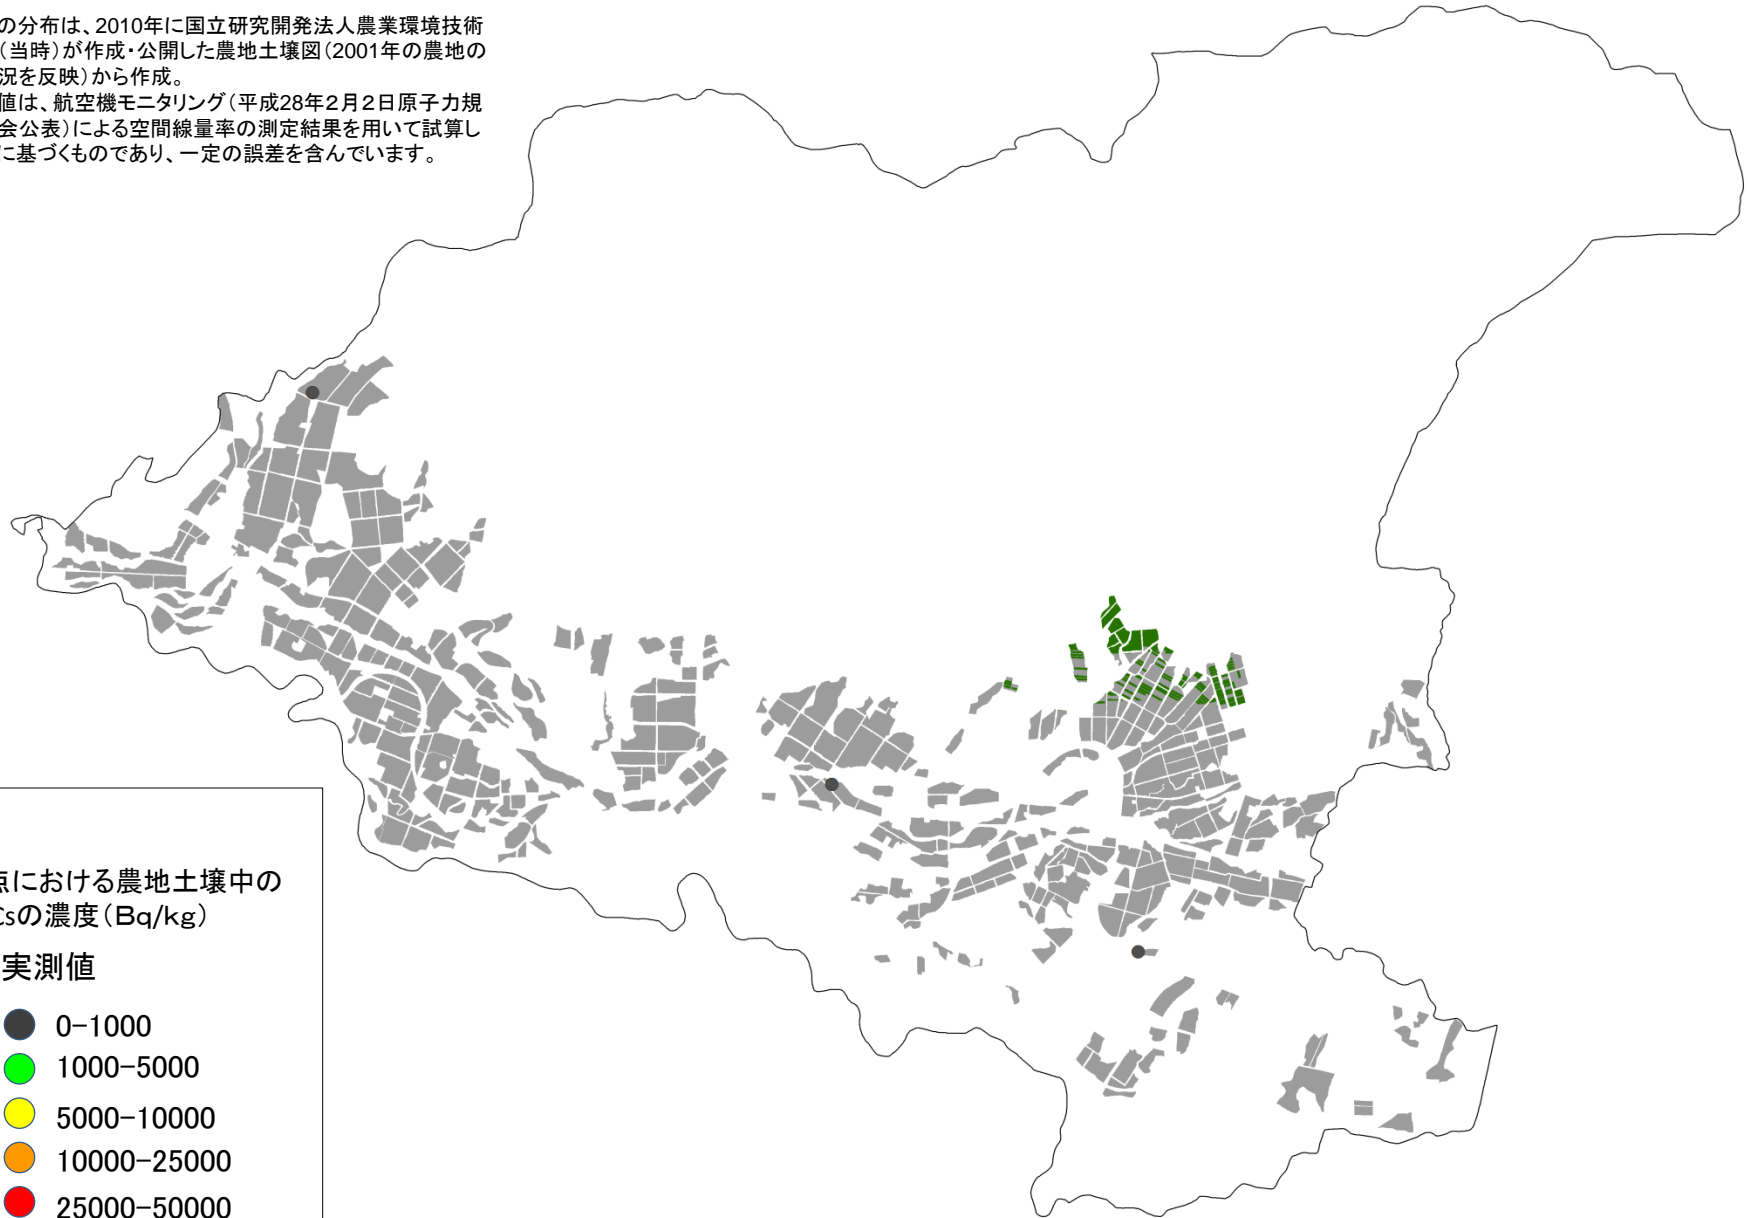 の分布は、2010年に国立研究開発法人農業環境技術
（当時）が作成・公開した農地土壌図（2001年の農地の
況を反映）から作成。
値は、航空機モニタリング（平成28年2月2日原子力規
会公表）による空間線量率の測定結果を用いて試算し
に基づくものであり、一定の誤差を含んでいます。
点における農地土壌中の
Csの濃度（Bq/kg）
実測値
0-1000
1000-5000
5000-10000
10000-25000
25000-50000